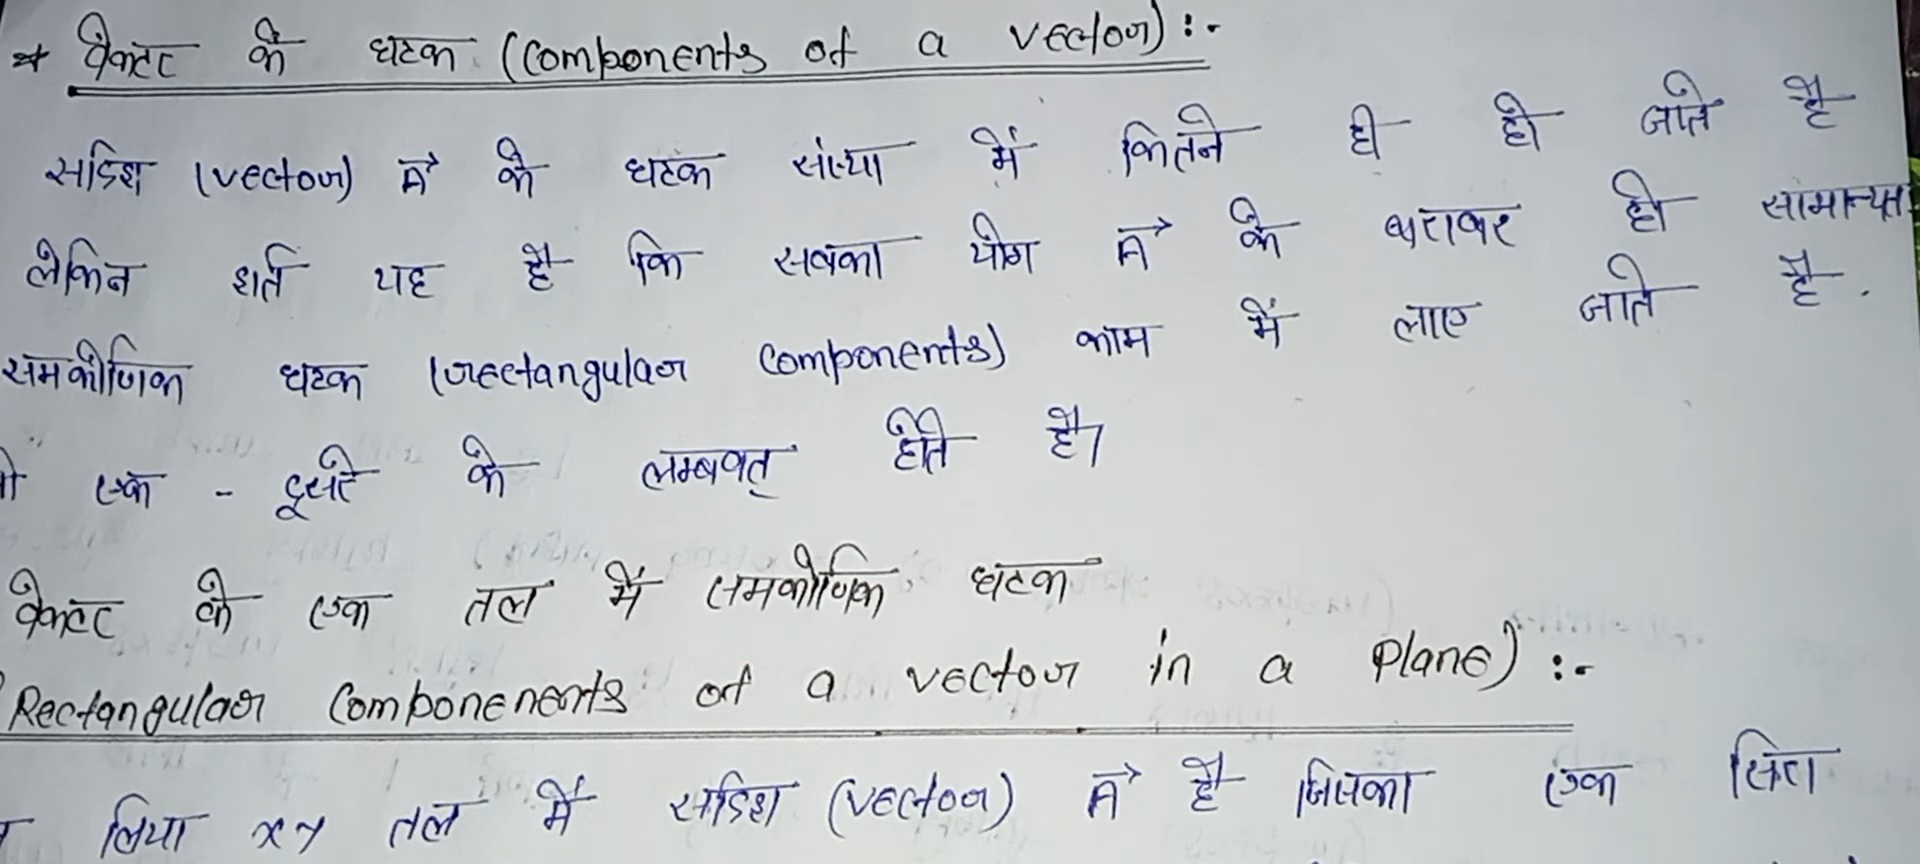 * वेक्टर के घटक (Components of a vector) :-
सदिश (vector) A→ के घटक संख्या में कितने ही हो जाते है
लेकिन शर्त यह है कि सबका योग A→ के बराबर हो सामान्यत
समकोणिक घटक (rectangular components) काम में लाए जाते है.
एक - दूसरे के लम्बवत् होते है।
वेक्टर के एक तल में समकोणिक घटक
Rectangular Componenents of a vector in a Plane) :-
लिया xy तल में सदिश (vector) A→ है जिसका एक सिरा